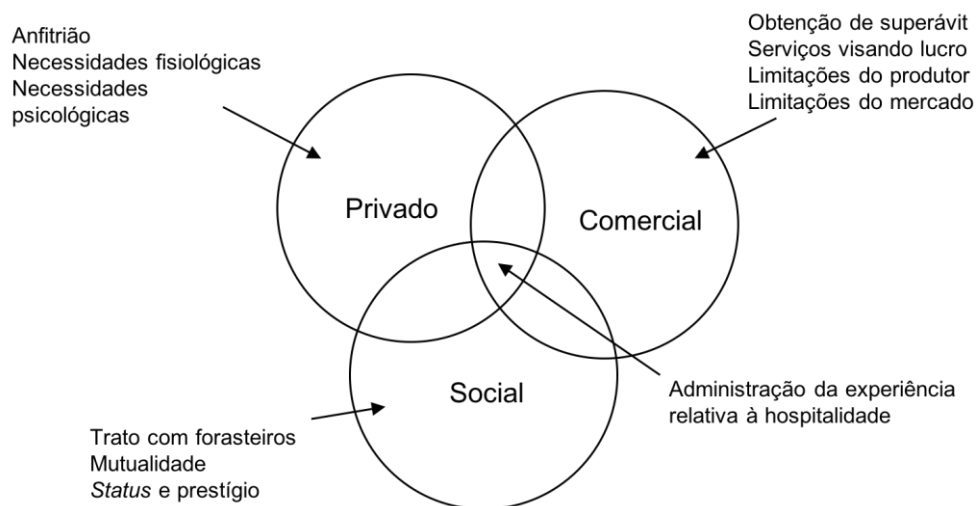 Anfitrião
Necessidades fisiológicas
Necessidades
psicológicas
Obtenção de superávit
Serviços visando lucro
Limitações do produtor
Limitações do mercado
Privado
Comercial
Social
Administração da experiência
relativa à hospitalidade
Trato com forasteiros
Mutualidade
Status e prestígio